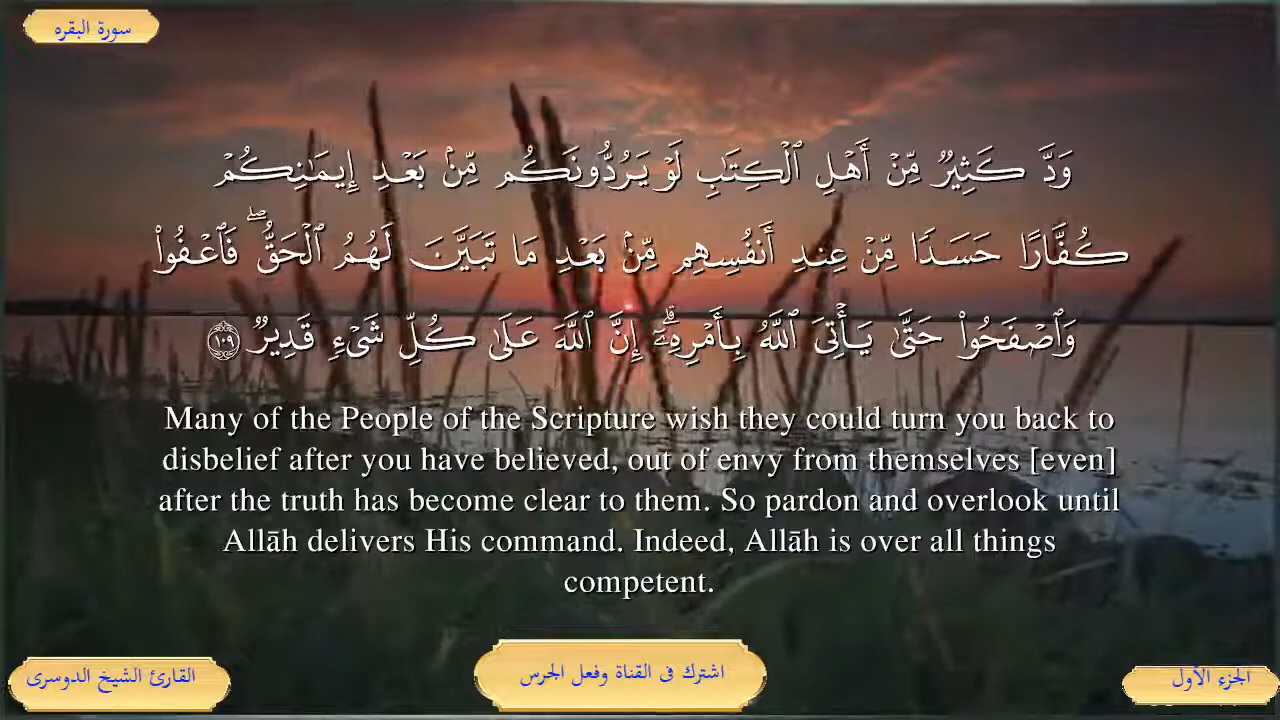 سورة البقره
وَدَّ كَثِيرٌ مِّنْ أَهْلِ ٱلْكِتَٰبِ لَوْ يَرُدُّونَكُم مِّنۢ بَعْدِ إِيمَٰنِكُمْ
كُفَّارًا حَسَدًا مِّنْ عِندِ أَنفُسِهِم مِّنۢ بَعْدِ مَا تَبَيَّنَ لَهُمُ ٱلْحَقُّ ۖ فَٱعْفُوا۟
وَٱصْفَحُوا۟ حَتَّىٰ يَأْتِىَ ٱللَّهُ بِأَمْرِهِۦٓ ۗ إِنَّ ٱللَّهَ عَلَىٰ كُلِّ شَىْءٍ قَدِيرٌ ١٠٩
Many of the People of the Scripture wish they could turn you back to
disbelief after you have believed, out of envy from themselves [even]
after the truth has become clear to them. So pardon and overlook until
Allāh delivers His command. Indeed, Allāh is over all things
competent.
الجزء الأول
اشترك فى القناة وفعل الجرس
القارئ الشيخ الدوسرى